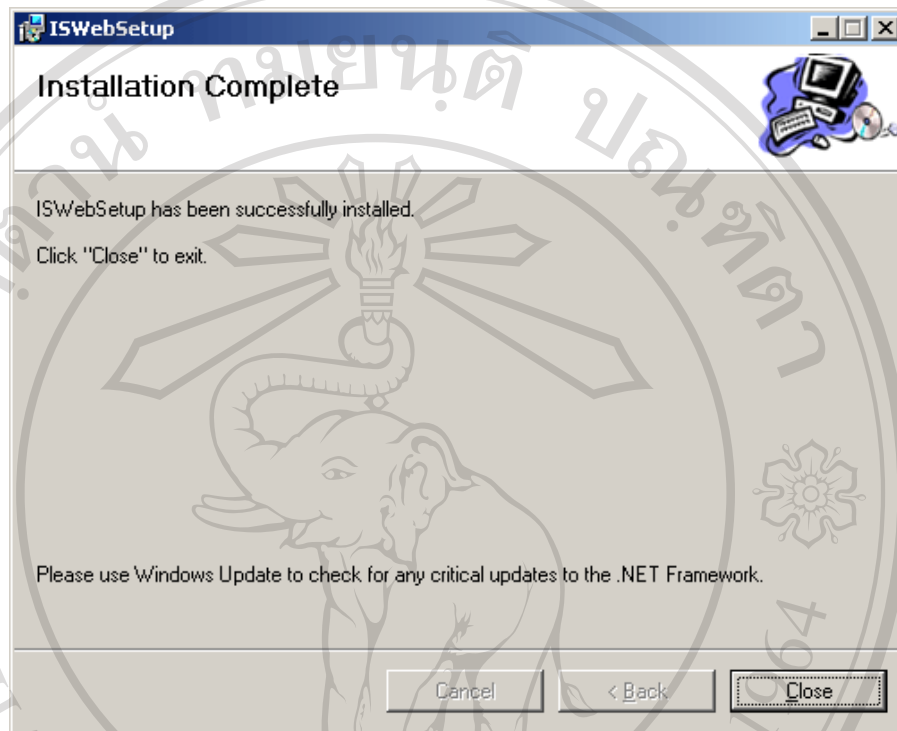 ISWebSetup
Installation Complete
ISWebSetup has been successfully installed.
Click "Close" to exit.
Please use Windows Update to check for any critical updates to the .NET Framework.
Cancel
< Back
Close
1964